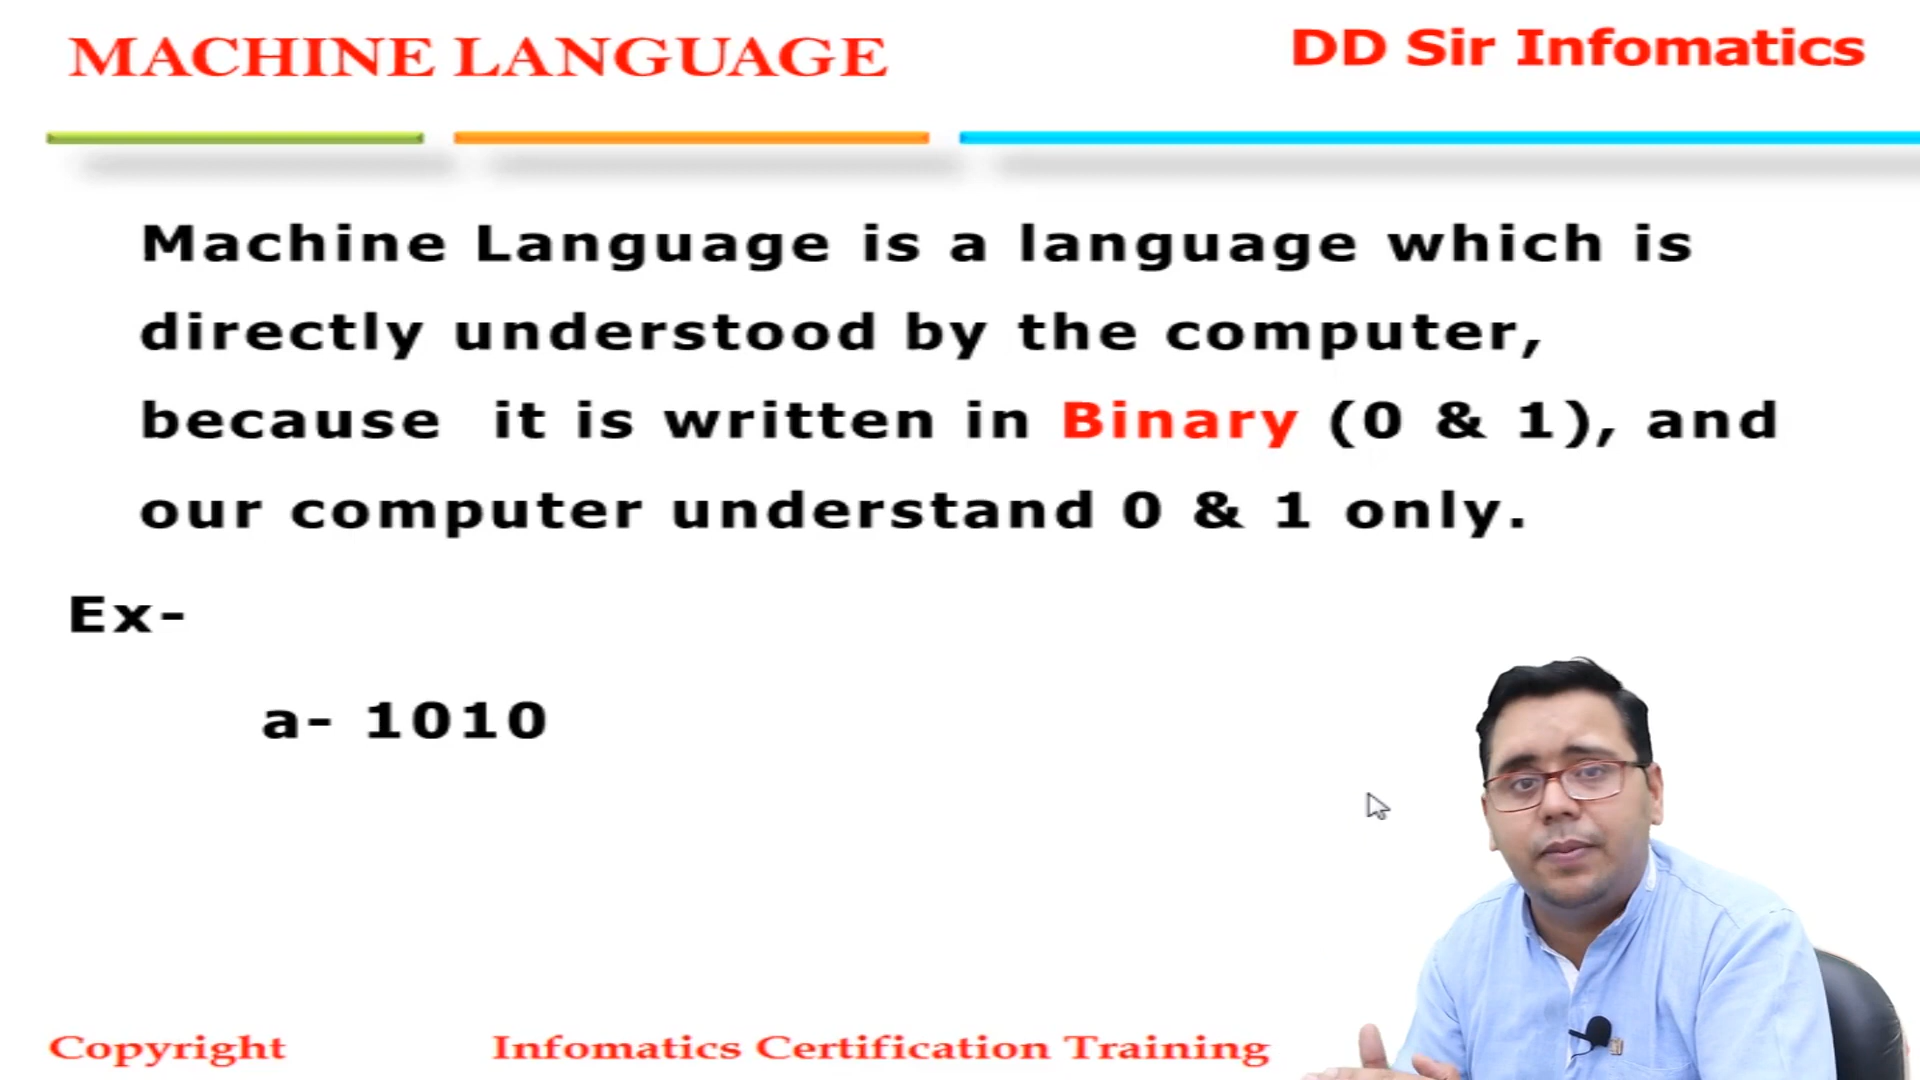 MACHINE LANGUAGE
DD Sir Infomatics
Machine Language is a language which is
directly understood by the computer,
because it is written in Binary (0 & 1), and
our computer understand 0 & 1 only.
Ex-
a- 1010
Copyright
Infomatics Certification Training